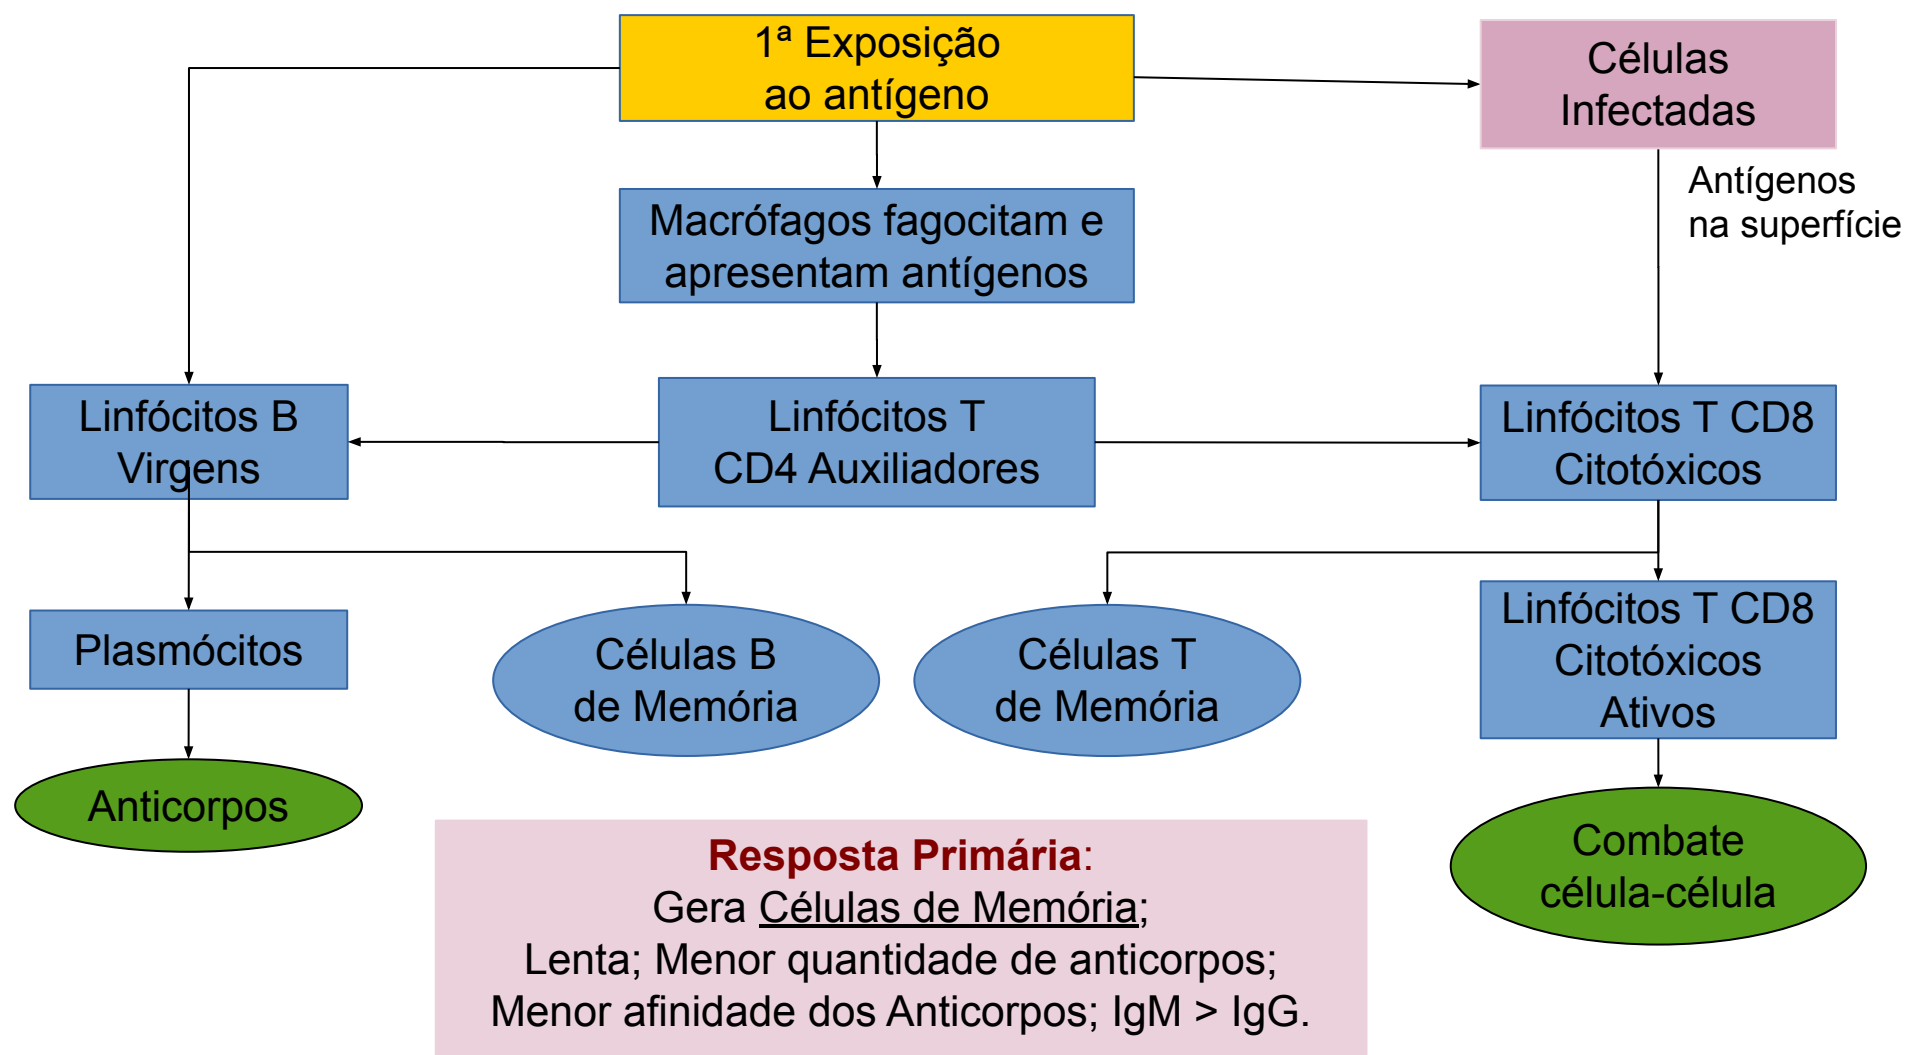 1ª Exposição
ao antígeno
Células
Infectadas
Antígenos
na superfície
Macrófagos fagocitam e
apresentam antígenos
Linfócitos B
Virgens
Linfócitos T
CD4 Auxiliadores
Linfócitos T CD8
Citotóxicos
Plasmócitos
Células B
de Memória
Células T
de Memória
Linfócitos T CD8
Citotóxicos
Ativos
Anticorpos
Combate
célula-célula
Resposta Primária:
Gera Células de Memória;
Lenta; Menor quantidade de anticorpos;
Menor afinidade dos Anticorpos; IgM > IgG.